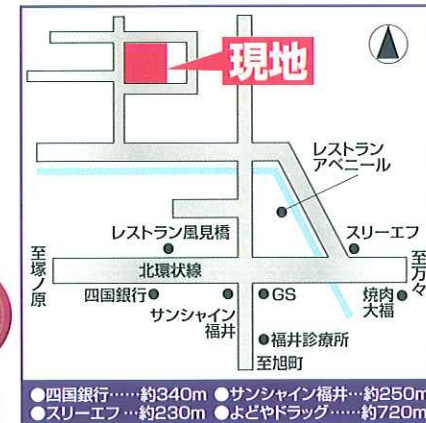 現地
レストラン
アベニール
レストラン風見橋
スリーエフ
至塚ノ原
北環状線
至万々
四国銀行
サンシャイン
福井
GS
焼肉
大福
福井診療所
至旭町
●四国銀行……約340m ●サンシャイン福井…約250m
●スリーエフ…約230m ●よどやドラッグ……約720m